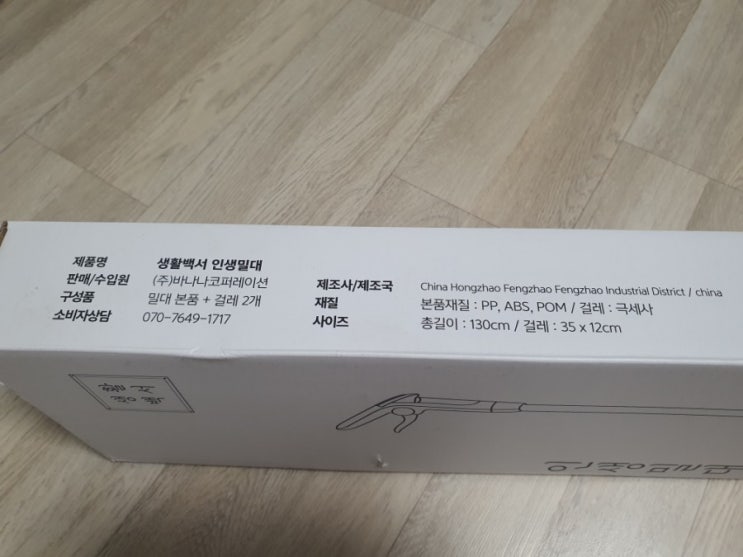 제품명 생활백서 인생밀대
판매/수입원 (주)바나나코퍼레이션
구성품 밀대 본품 + 걸레 2개
소비자상담 070-7649-1717
제조사/제조국 China Hongzhao Fengzhao Fengzhao Industrial District / china
재질 본품재질 : PP, ABS, POM / 걸레 : 극세사
사이즈 총길이 : 130cm / 걸레 : 35 x 12cm